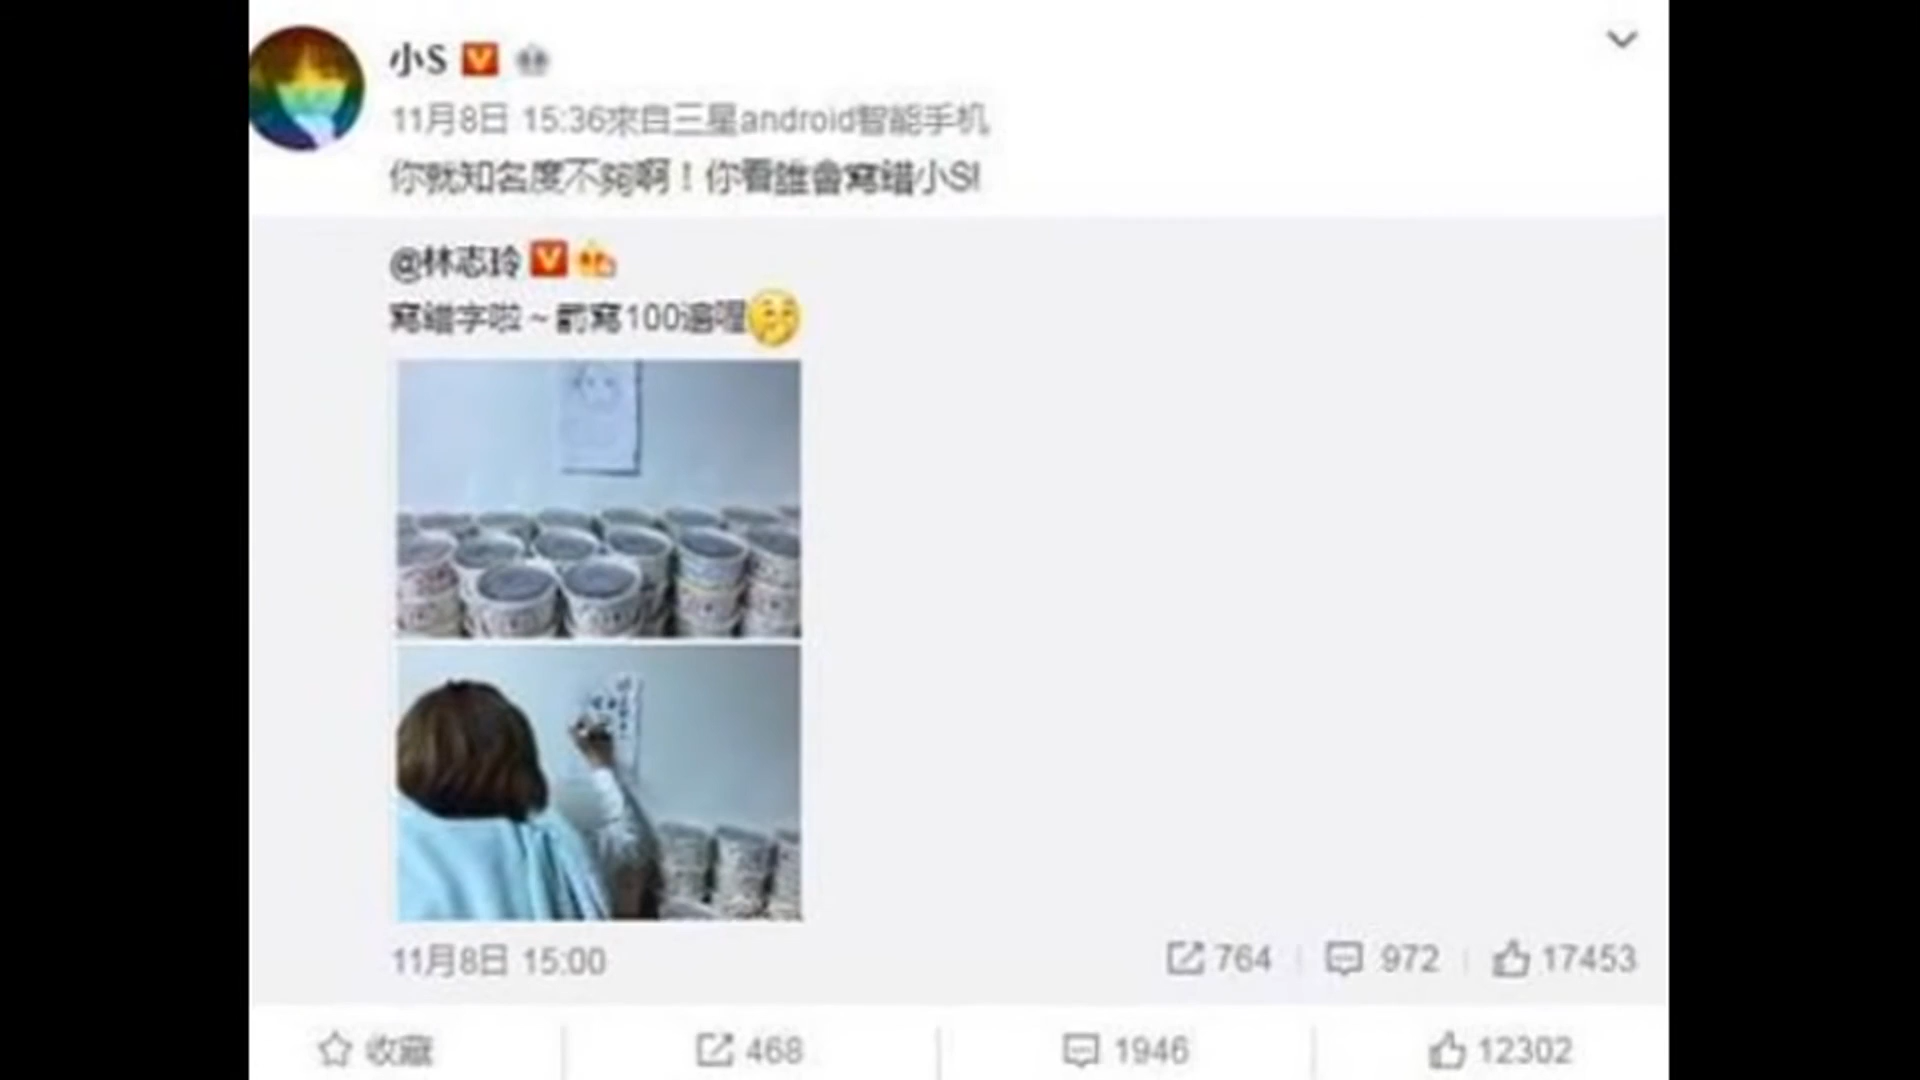 小S
11月8日 15:36來自三星android智能手机
你就知名度不夠啊！你看誰會寫錯小S!
@林志玲
寫錯字啦~罰寫100遍喔
11月8日 15:00
764 972 17453
收藏 468 1946 12302